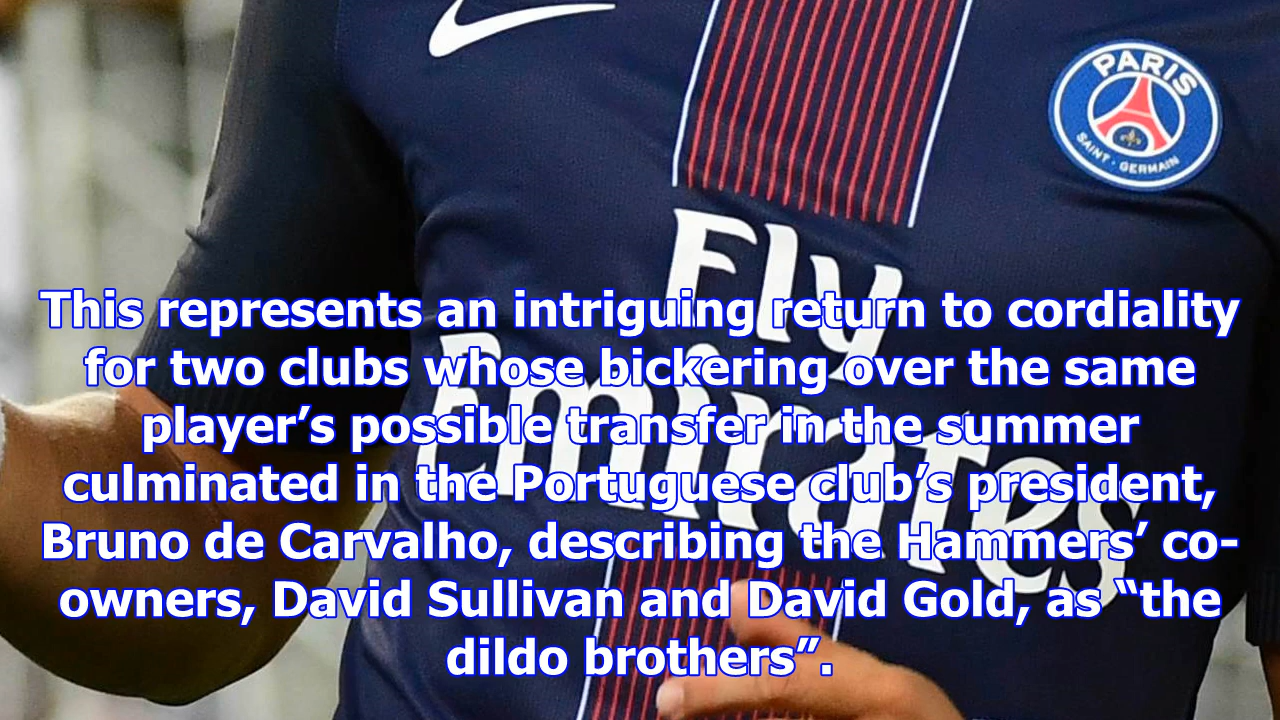 PARIS
SAINT · GERMAIN
Fly
Emirates
This represents an intriguing return to cordiality
for two clubs whose bickering over the same
player’s possible transfer in the summer
culminated in the Portuguese club’s president,
Bruno de Carvalho, describing the Hammers’ co-
owners, David Sullivan and David Gold, as “the
dildo brothers”.